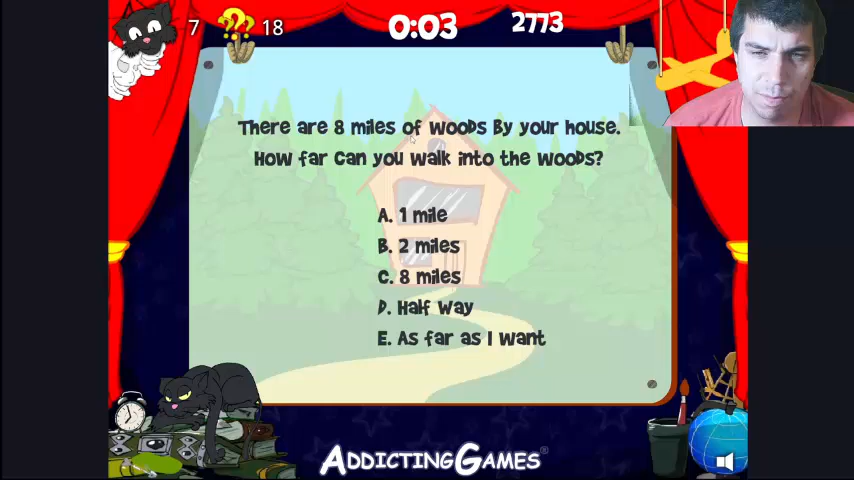 7
18
0:03
2773
There are 8 miles of woods By your house.
How far can you walk into the woods?
A. 1 mile
B. 2 miles
C. 8 miles
D. Half way
E. As far as I want
ADDICTINGGAMES